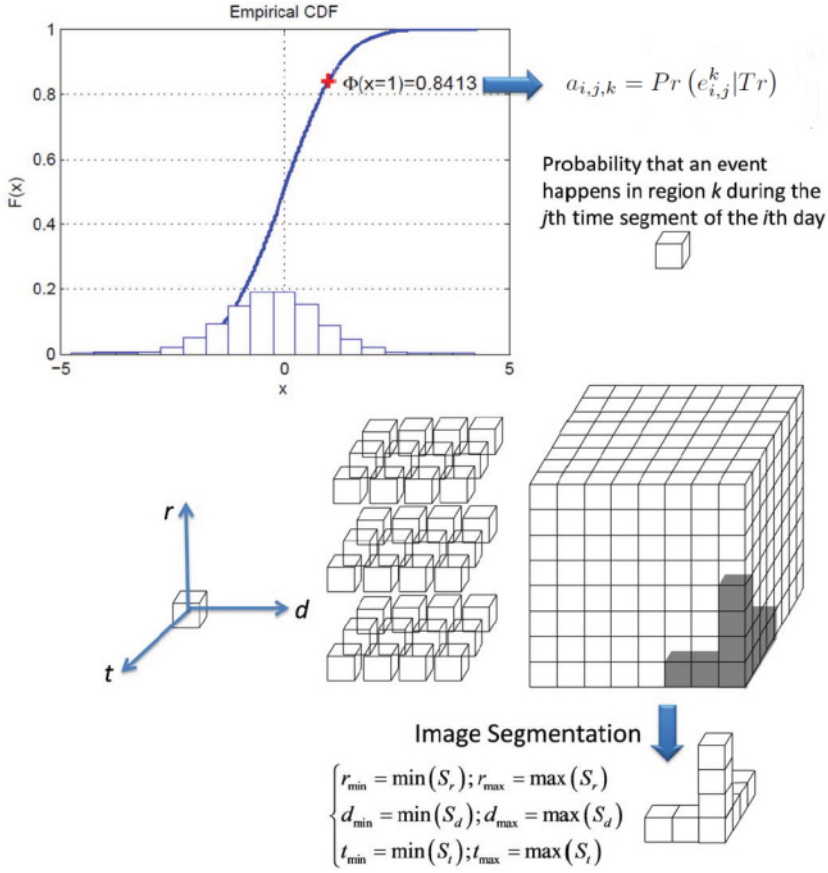 Empirical CDF
F(x)
1
0.8
0.6
0.4
0.2
0
−5
0
5
x
Φ(x=1)=0.8413
a_{i,j,k} = Pr (e^k_{i,j}|Tr)
Probability that an event
happens in region k during the
jth time segment of the ith day
r
d
t
Image Segmentation
r_min = min(S_r); r_max = max(S_r)
d_min = min(S_d); d_max = max(S_d)
t_min = min(S_t); t_max = max(S_t)